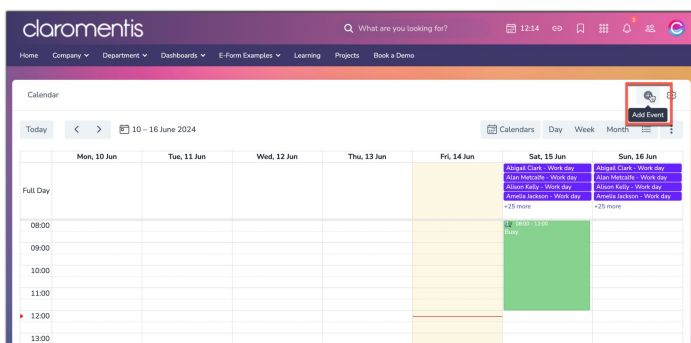 claromentis
What are you looking for?
12:14
3
Home Company Department Dashboards E-Form Examples Learning Projects Book a Demo
Calendar
Add Event
Today 10 – 16 June 2024 Calendars Day Week Month
Mon, 10 Jun Tue, 11 Jun Wed, 12 Jun Thu, 13 Jun Fri, 14 Jun Sat, 15 Jun Sun, 16 Jun
Full Day
Abigail Clark - Work day Abigail Clark - Work day
Alan Metcalfe - Work day Alan Metcalfe - Work day
Alison Kelly - Work day Alison Kelly - Work day
Amelia Jackson - Work day Amelia Jackson - Work day
+25 more +25 more
08:00 08:00 - 12:00
Busy
09:00
10:00
11:00
12:00
13:00